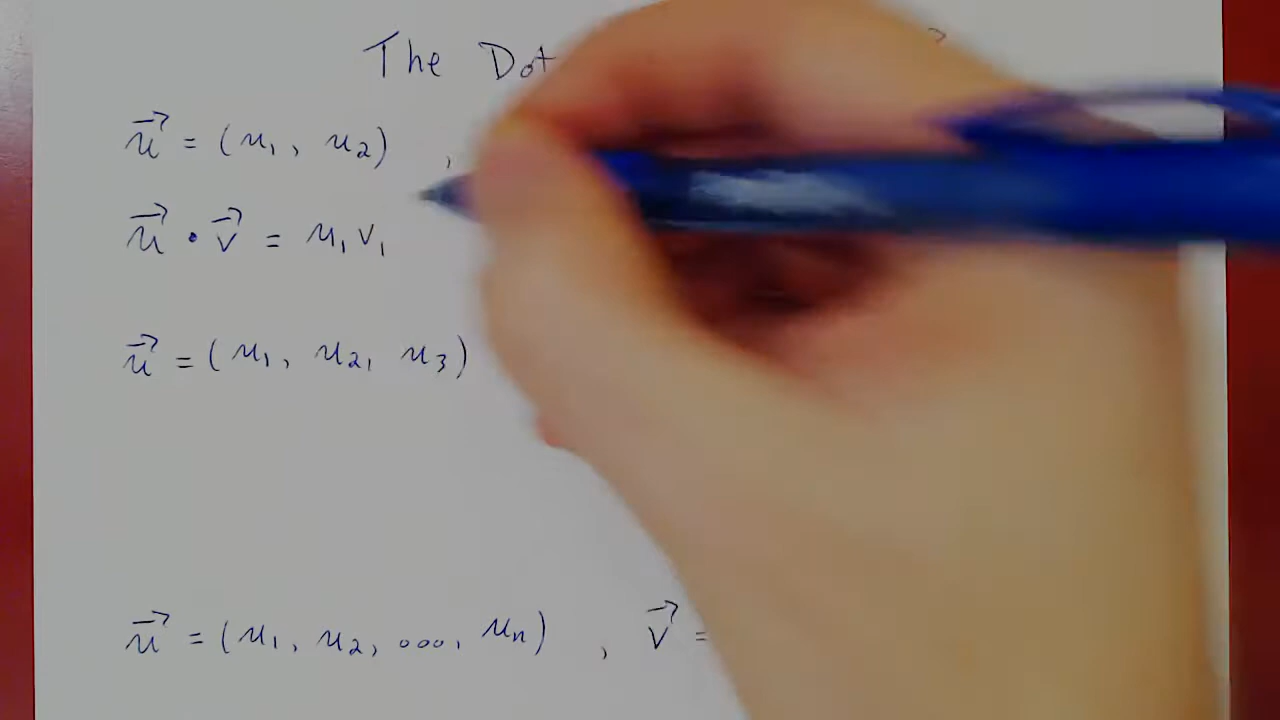 The Dot
u⃗ = (u₁, u₂) ,
u⃗ • v⃗ = u₁v₁
u⃗ = (u₁, u₂, u₃)
u⃗ = (u₁, u₂, ∘∘∘, uₙ) , v⃗ =